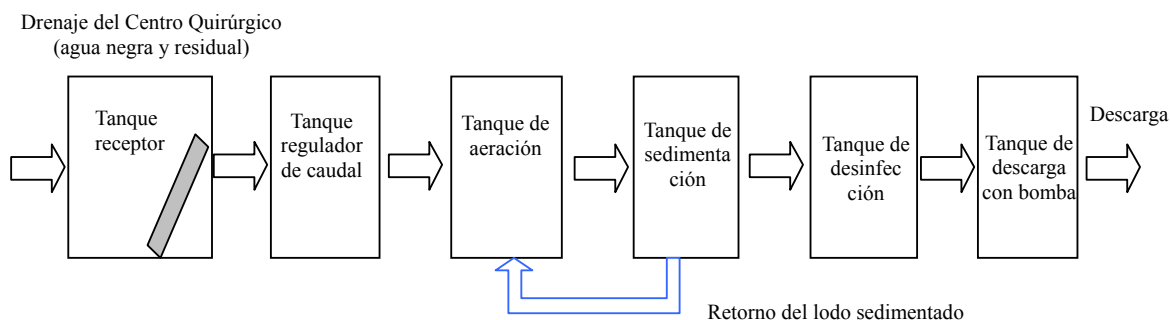 Drenaje del Centro Quirúrgico
(agua negra y residual)
Tanque
receptor
Tanque
regulador
de caudal
Tanque de
aeración
Tanque de
sedimenta
ción
Tanque de
desinfec
ción
Tanque de
descarga
con bomba
Descarga
Retorno del lodo sedimentado